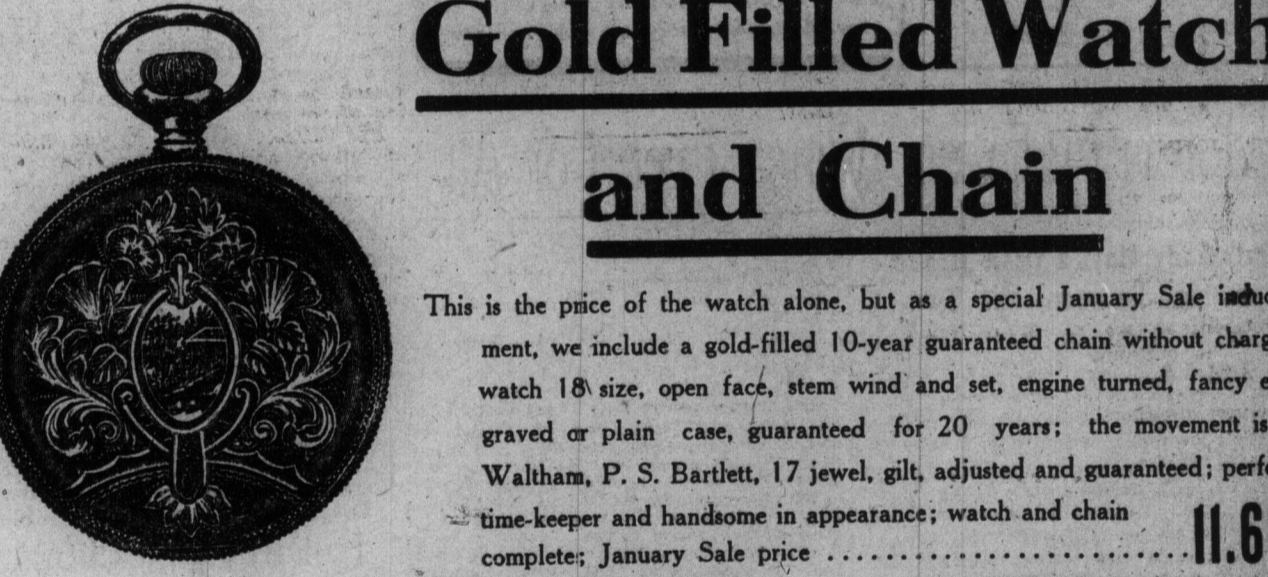 Gold Filled Watch
and Chain
This is the price of the watch alone, but as a special January Sale induc
ment, we include a gold-filled 10-year guaranteed chain without charg
watch 18 size, open face, stem wind and set, engine turned, fancy e
graved or plain case, guaranteed for 20 years; the movement is
Waltham, P. S. Bartlett, 17 jewel, gilt, adjusted and guaranteed; perfe
time-keeper and handsome in appearance; watch and chain
complete; January Sale price ........................... 11.6